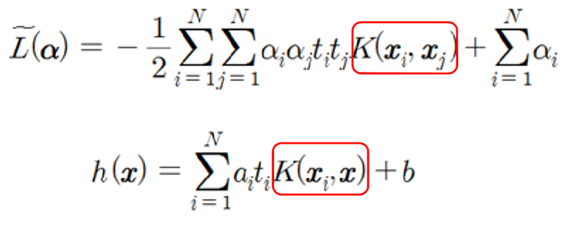 L̃(α) = − 1/2 ∑_{i=1}^{N} ∑_{j=1}^{N} α_i α_j t_i t_j K(x_i, x_j) + ∑_{i=1}^{N} α_i
h(x) = ∑_{i=1}^{N} a_i t_i K(x_i, x) + b